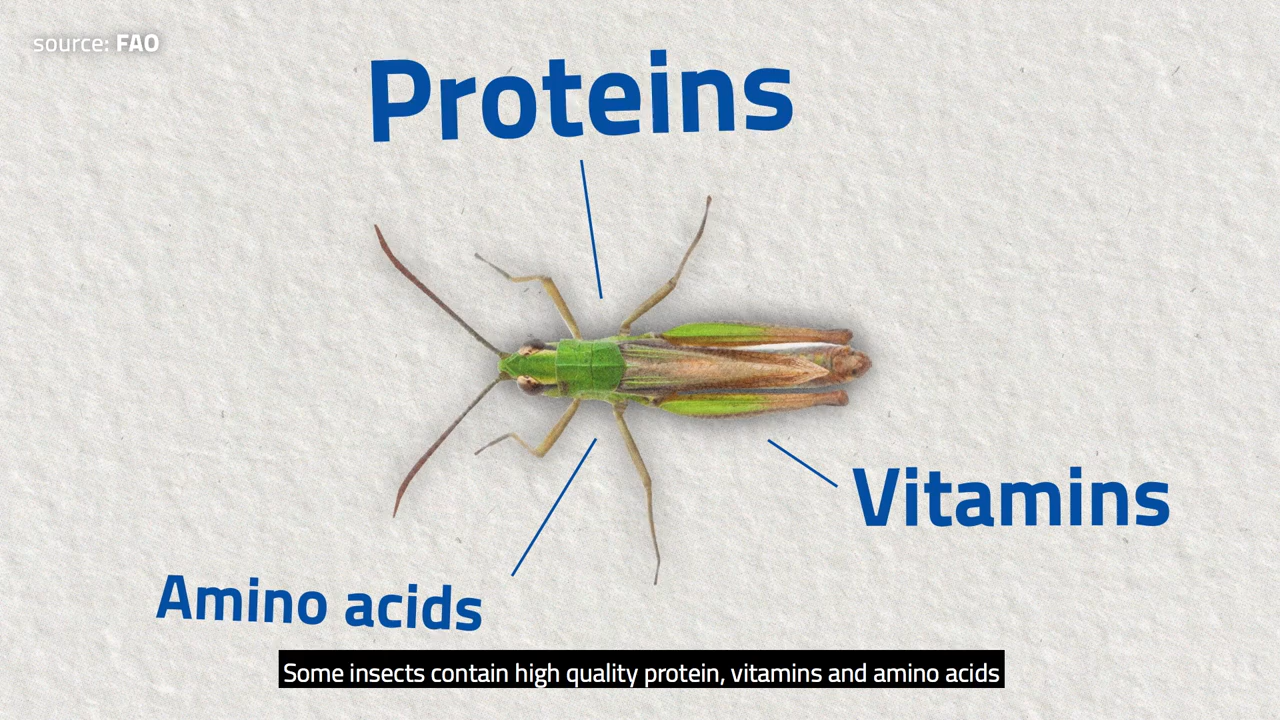 source: FAO
Proteins
Vitamins
Amino acids
Some insects contain high quality protein, vitamins and amino acids